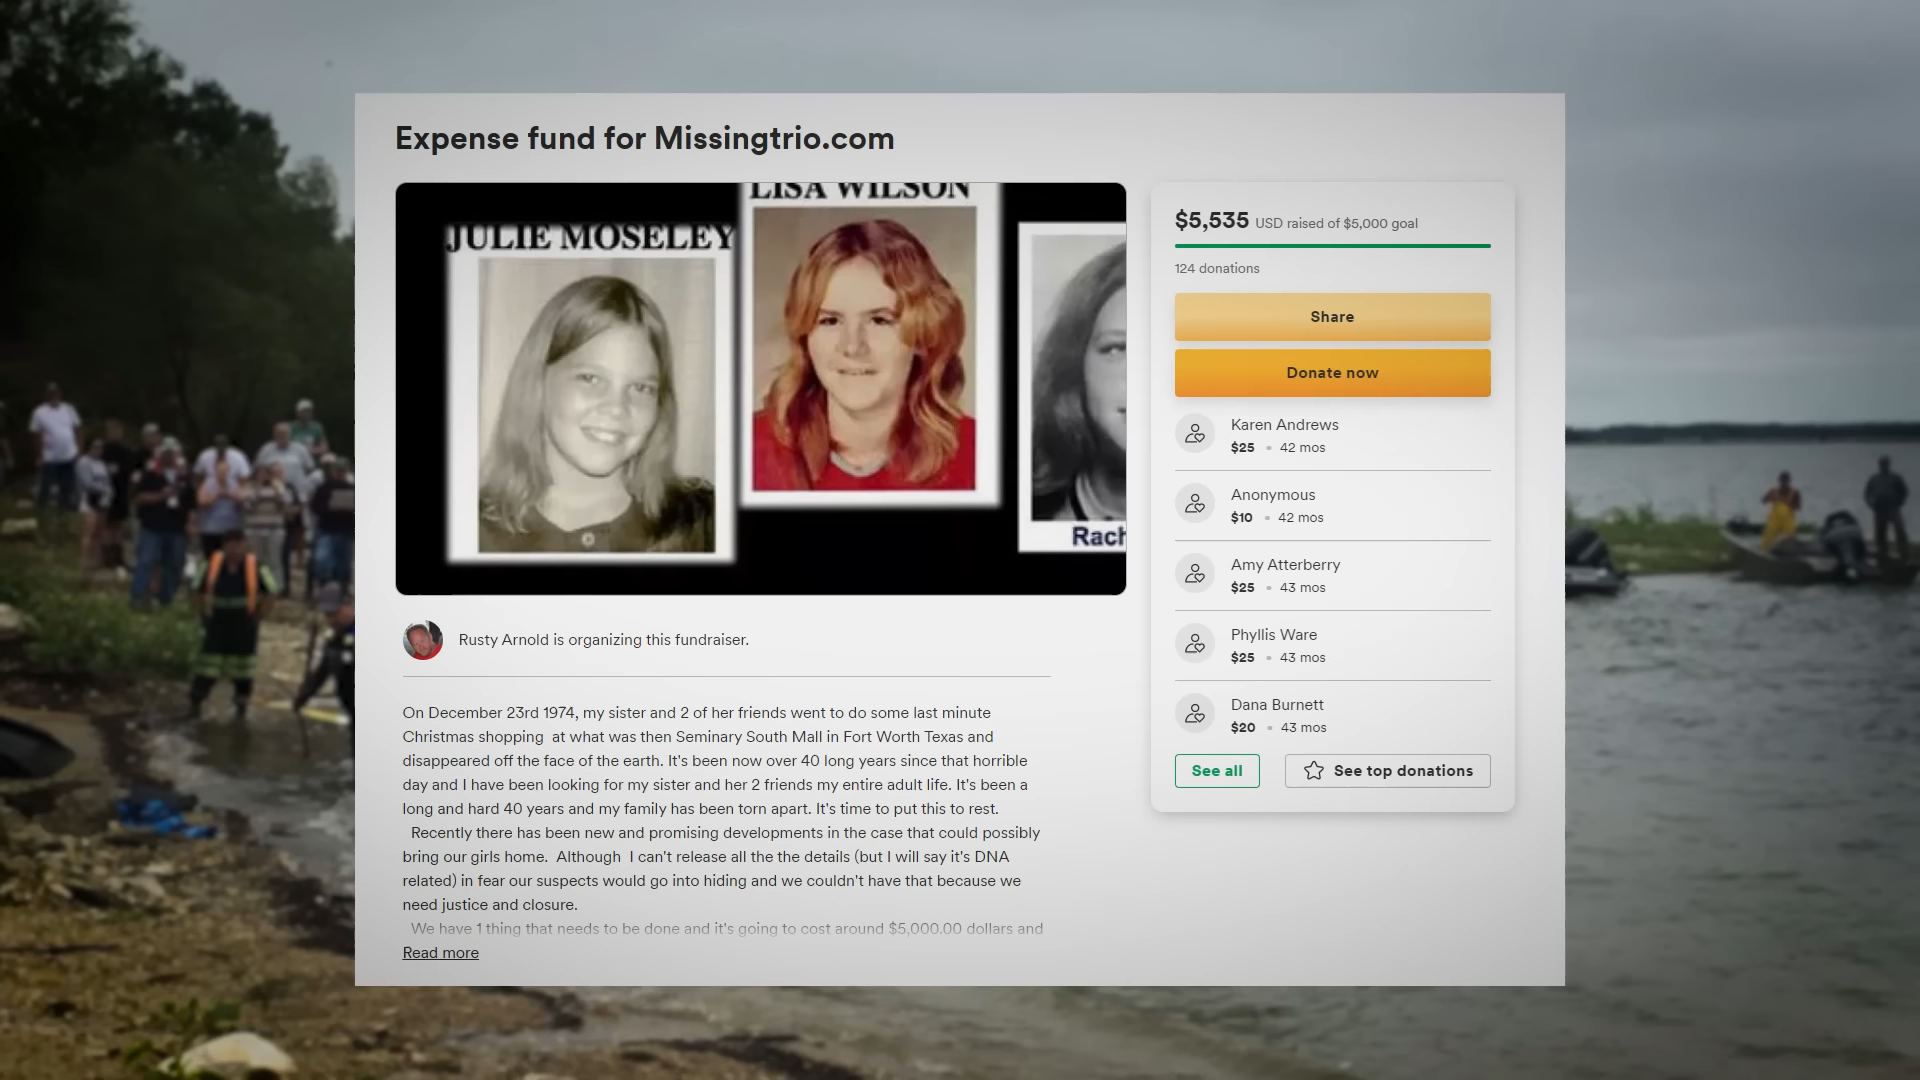 Expense fund for Missingtrio.com
JULIE MOSELEY
LISA WILSON
Rach
Rusty Arnold is organizing this fundraiser.
On December 23rd 1974, my sister and 2 of her friends went to do some last minute
Christmas shopping  at what was then Seminary South Mall in Fort Worth Texas and
disappeared off the face of the earth. It's been now over 40 long years since that horrible
day and I have been looking for my sister and her 2 friends my entire adult life. It's been a
long and hard 40 years and my family has been torn apart. It's time to put this to rest.
Recently there has been new and promising developments in the case that could possibly
bring our girls home.  Although  I can't release all the the details (but I will say it's DNA
related) in fear our suspects would go into hiding and we couldn't have that because we
need justice and closure.
We have 1 thing that needs to be done and it's going to cost around $5,000.00 dollars and
Read more
$5,535 USD raised of $5,000 goal
124 donations
Share
Donate now
Karen Andrews
$25 • 42 mos
Anonymous
$10 • 42 mos
Amy Atterberry
$25 • 43 mos
Phyllis Ware
$25 • 43 mos
Dana Burnett
$20 • 43 mos
See all
See top donations